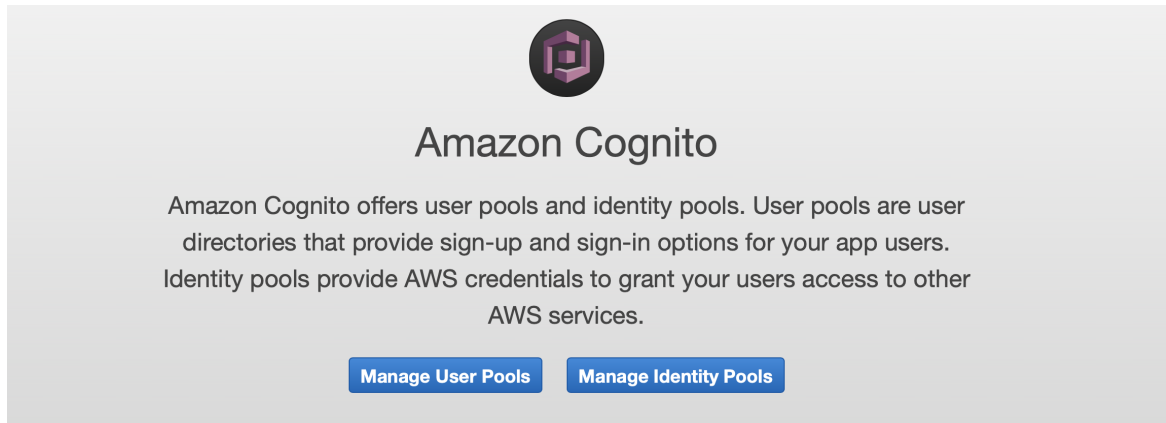 Amazon Cognito
Amazon Cognito offers user pools and identity pools. User pools are user
directories that provide sign-up and sign-in options for your app users.
Identity pools provide AWS credentials to grant your users access to other
AWS services.
Manage User Pools
Manage Identity Pools